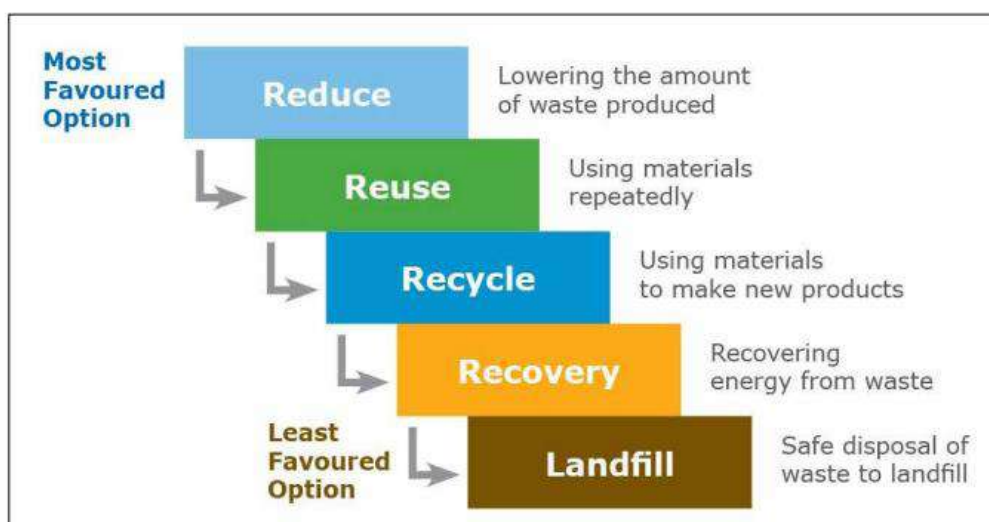 Most
Favoured
Option
Reduce
Lowering the amount
of waste produced
Reuse
Using materials
repeatedly
Recycle
Using materials
to make new products
Recovery
Recovering
energy from waste
Least
Favoured
Option
Landfill
Safe disposal of
waste to landfill